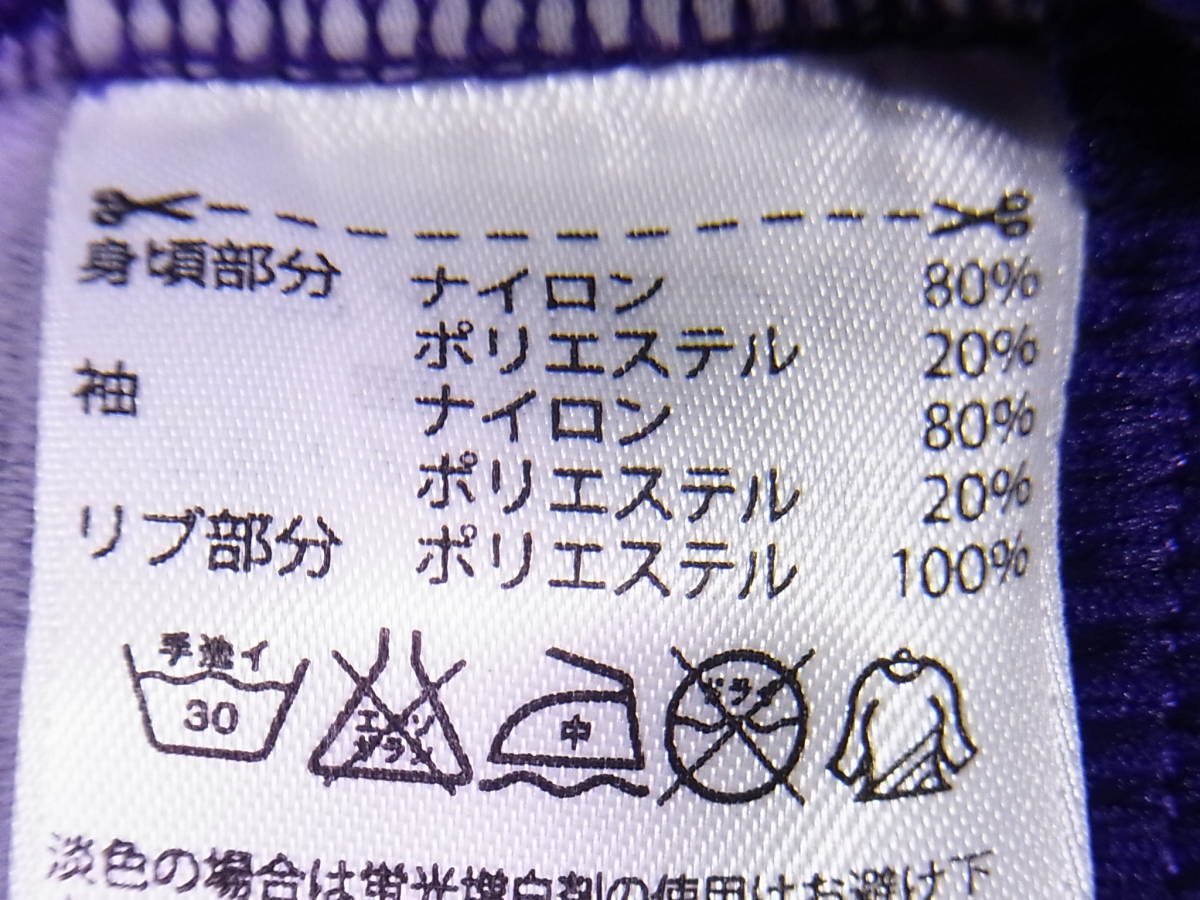 身頃部分 ナイロン 80%
ポリエステル 20%
袖 ナイロン 80%
ポリエステル 20%
リブ部分 ポリエステル 100%
手洗イ
30
エンソ
サラシ
中
ドライ
淡色の場合は蛍光増白剤の使用はお避け下